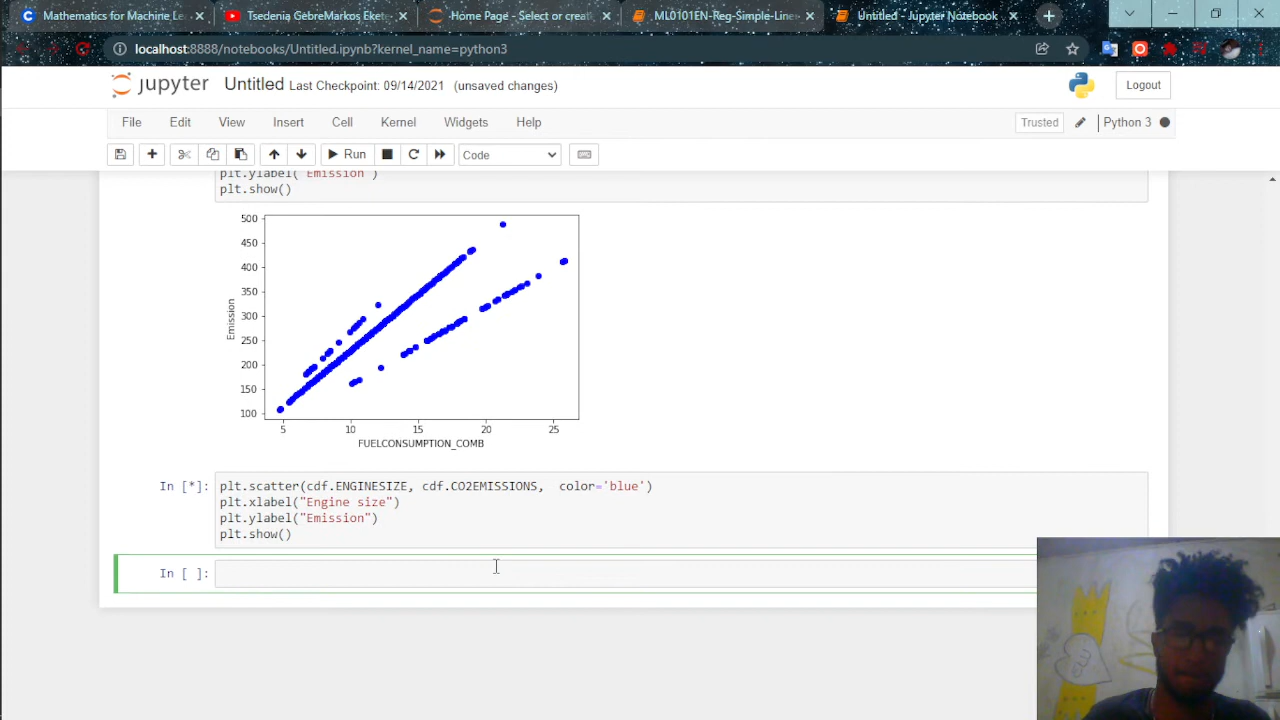 Mathematics for Machine Le
Tsedenia GebreMarkos Eket
Home Page - Select or creat
ML0101EN-Reg-Simple-Line
Untitled - Jupyter Notebook
localhost:8888/notebooks/Untitled.ipynb?kernel_name=python3
jupyter Untitled Last Checkpoint: 09/14/2021 (unsaved changes)
Logout
File Edit View Insert Cell Kernel Widgets Help
Trusted
Python 3
Run
Code
plt.ylabel("Emission")
plt.show()
500
450
400
350
300
250
200
150
100
Emission
5 10 15 20 25
FUELCONSUMPTION_COMB
In [*]: plt.scatter(cdf.ENGINESIZE, cdf.CO2EMISSIONS,  color='blue')
plt.xlabel("Engine size")
plt.ylabel("Emission")
plt.show()
In [ ]: